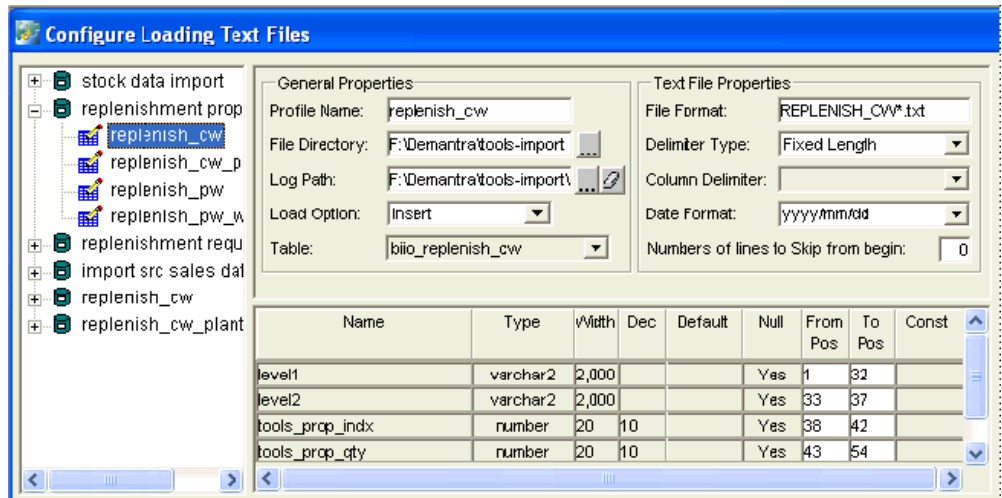 Configure Loading Text Files
stock data import
replenishment prop
replenish_cw
replenish_cw_p
replenish_pw
replenish_pw_w
replenishment requ
import src sales dat
replenish_cw
replenish_cw_plant
General Properties
Profile Name: replenish_cw
File Directory: F:\Demantra\tools-import ...
Log Path: F:\Demantra\tools-import\ ...
Load Option: Insert
Table: biio_replenish_cw
Text File Properties
File Format: REPLENISH_CW*.txt
Delimiter Type: Fixed Length
Column Delimiter:
Date Format: yyyy/mm/dd
Numbers of lines to Skip from begin: 0
Name Type Width Dec Default Null From Pos To Pos Const
level1 varchar2 2,000 Yes 1 32
level2 varchar2 2,000 Yes 33 37
tools_prop_indx number 20 10 Yes 38 42
tools_prop_qty number 20 10 Yes 43 54